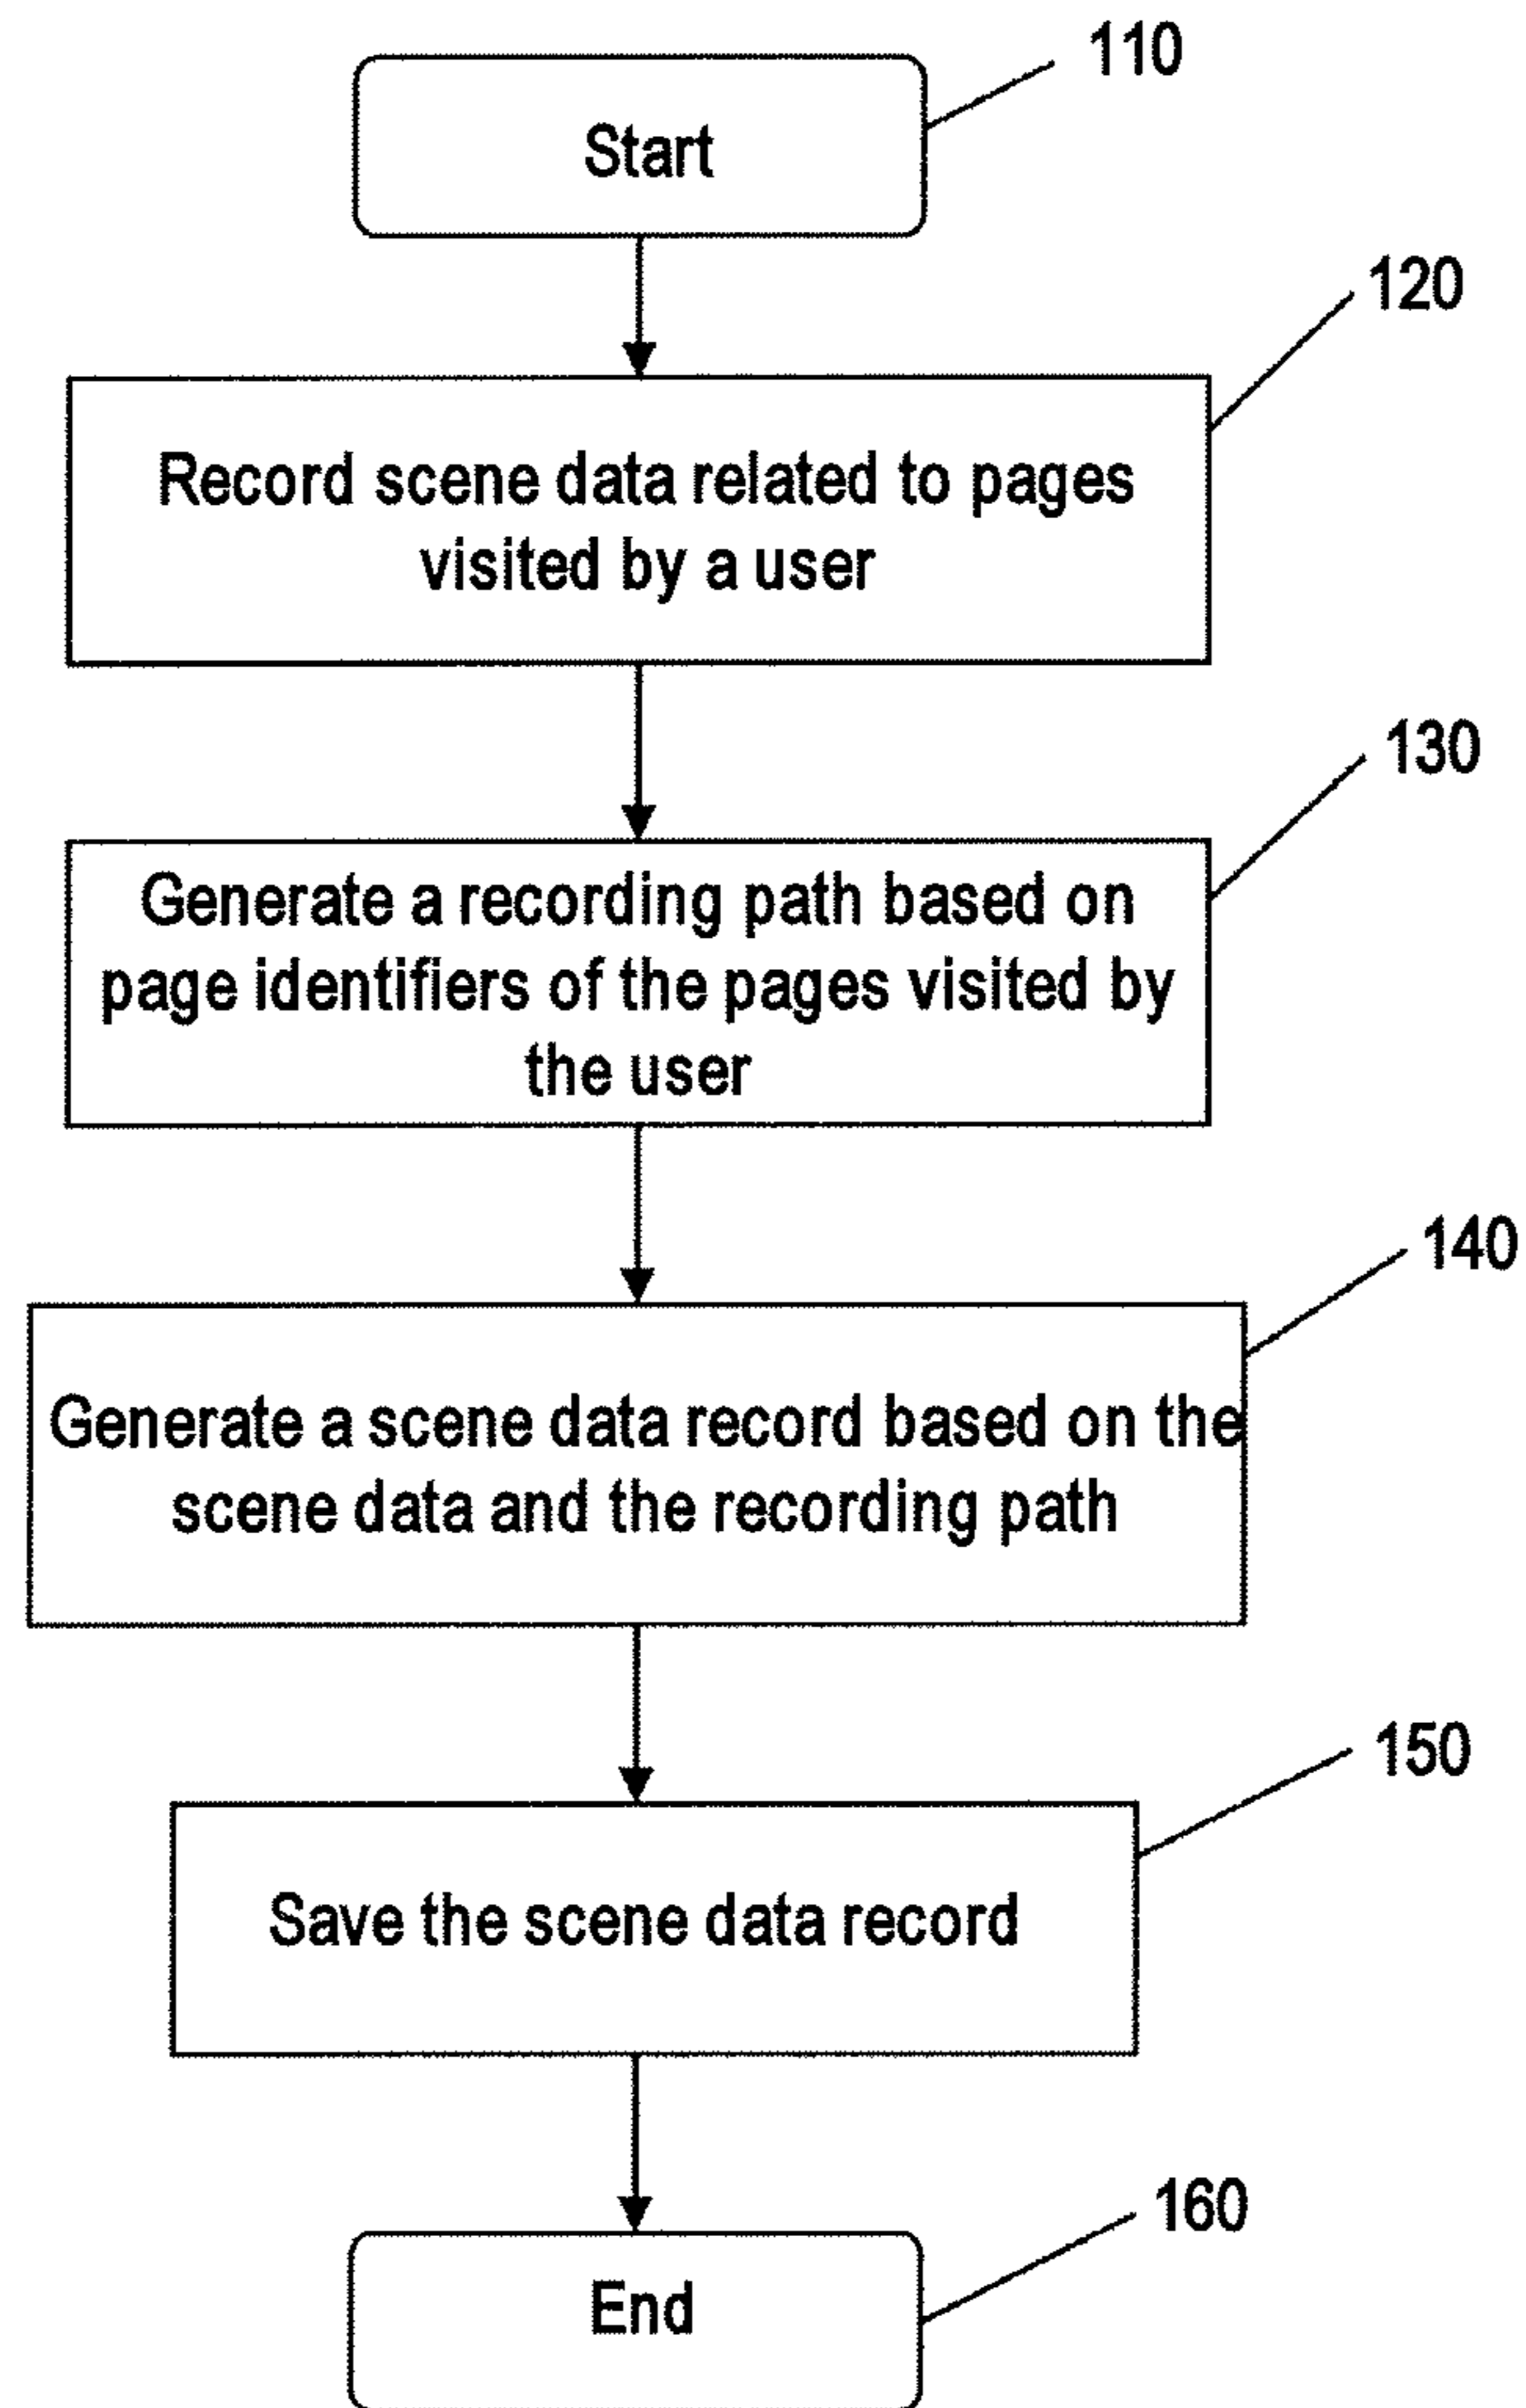 110
Start
120
Record scene data related to pages
visited by a user
130
Generate a recording path based on
page identifiers of the pages visited by
the user
140
Generate a scene data record based on the
scene data and the recording path
150
Save the scene data record
160
End